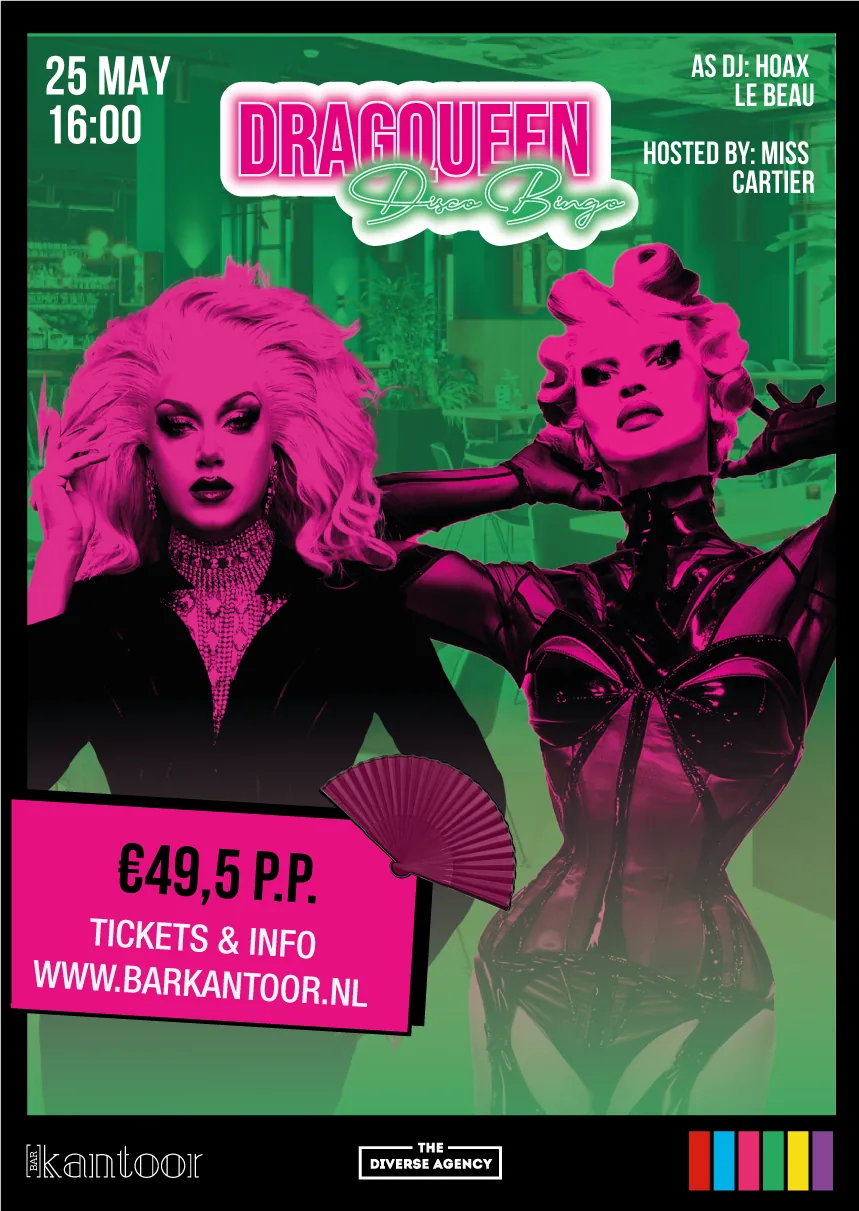 25 MAY
16:00
DRAGQUEEN
Disco Bingo
AS DJ: HOAX
LE BEAU
HOSTED BY: MISS
CARTIER
€49,5 P.P.
TICKETS & INFO
WWW.BARKANTOOR.NL
BAR kantoor
THE
DIVERSE AGENCY